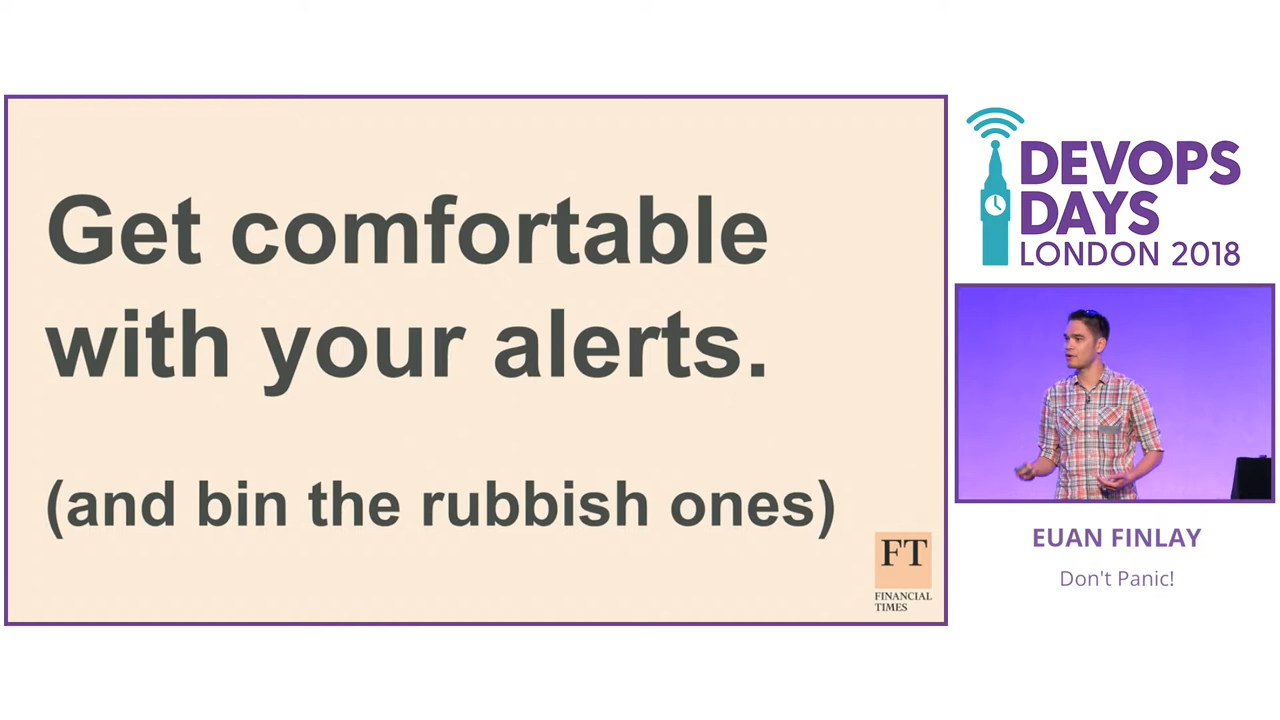 Get comfortable
with your alerts.
(and bin the rubbish ones)
FT
FINANCIAL
TIMES
DEVOPS
DAYS
LONDON 2018
EUAN FINLAY
Don't Panic!